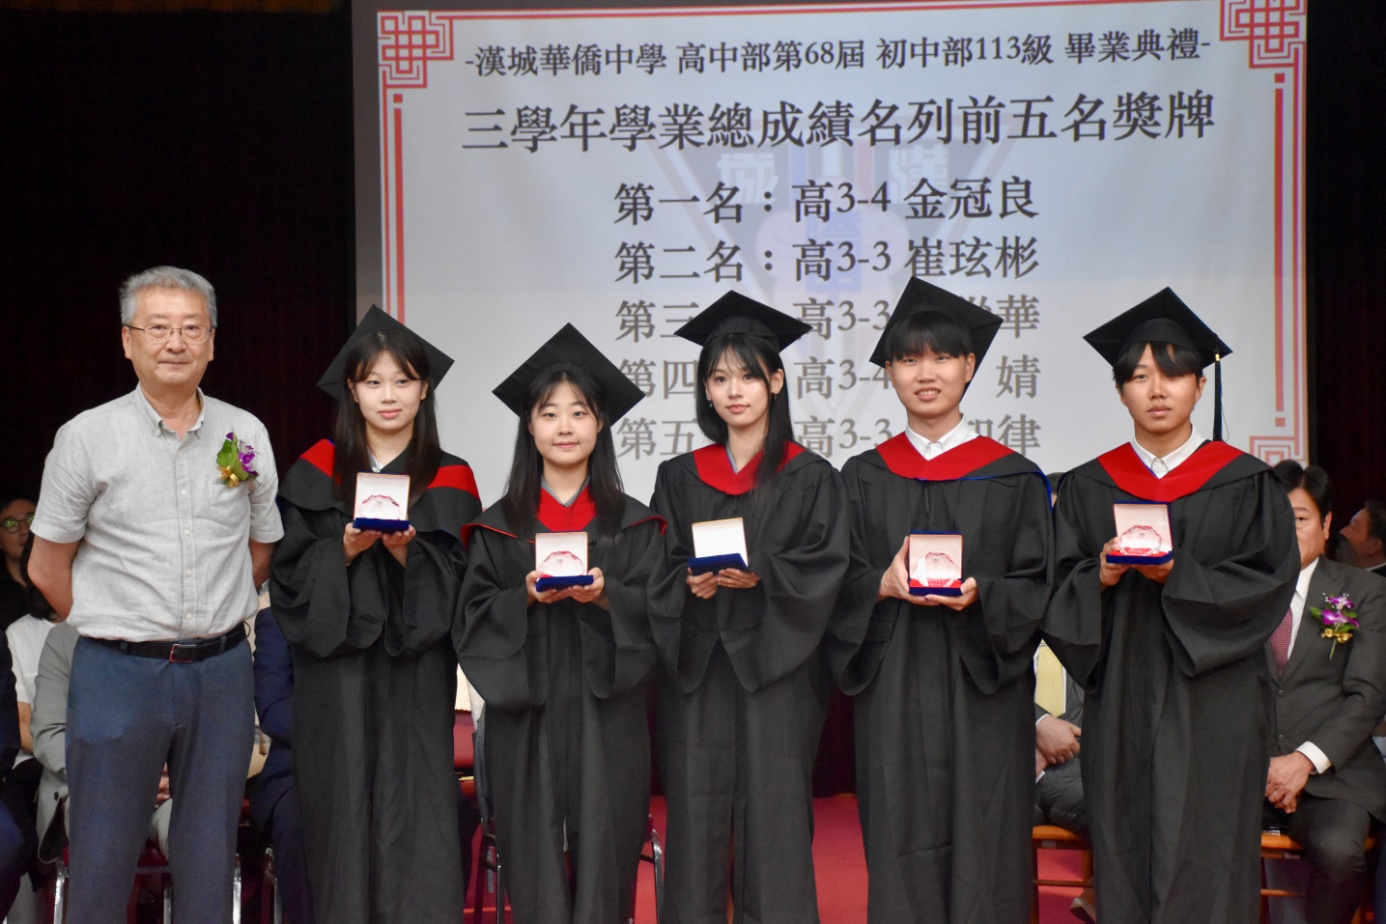 -漢城華僑中學 高中部第68屆 初中部113級 畢業典禮-
三學年學業總成績名列前五名獎牌
第一名：高3-4 金冠良
第二名：高3-3 崔玹彬
第三 高3-3 華
第四 高3-4 婧
第五 高3-3 律
城 中 漢